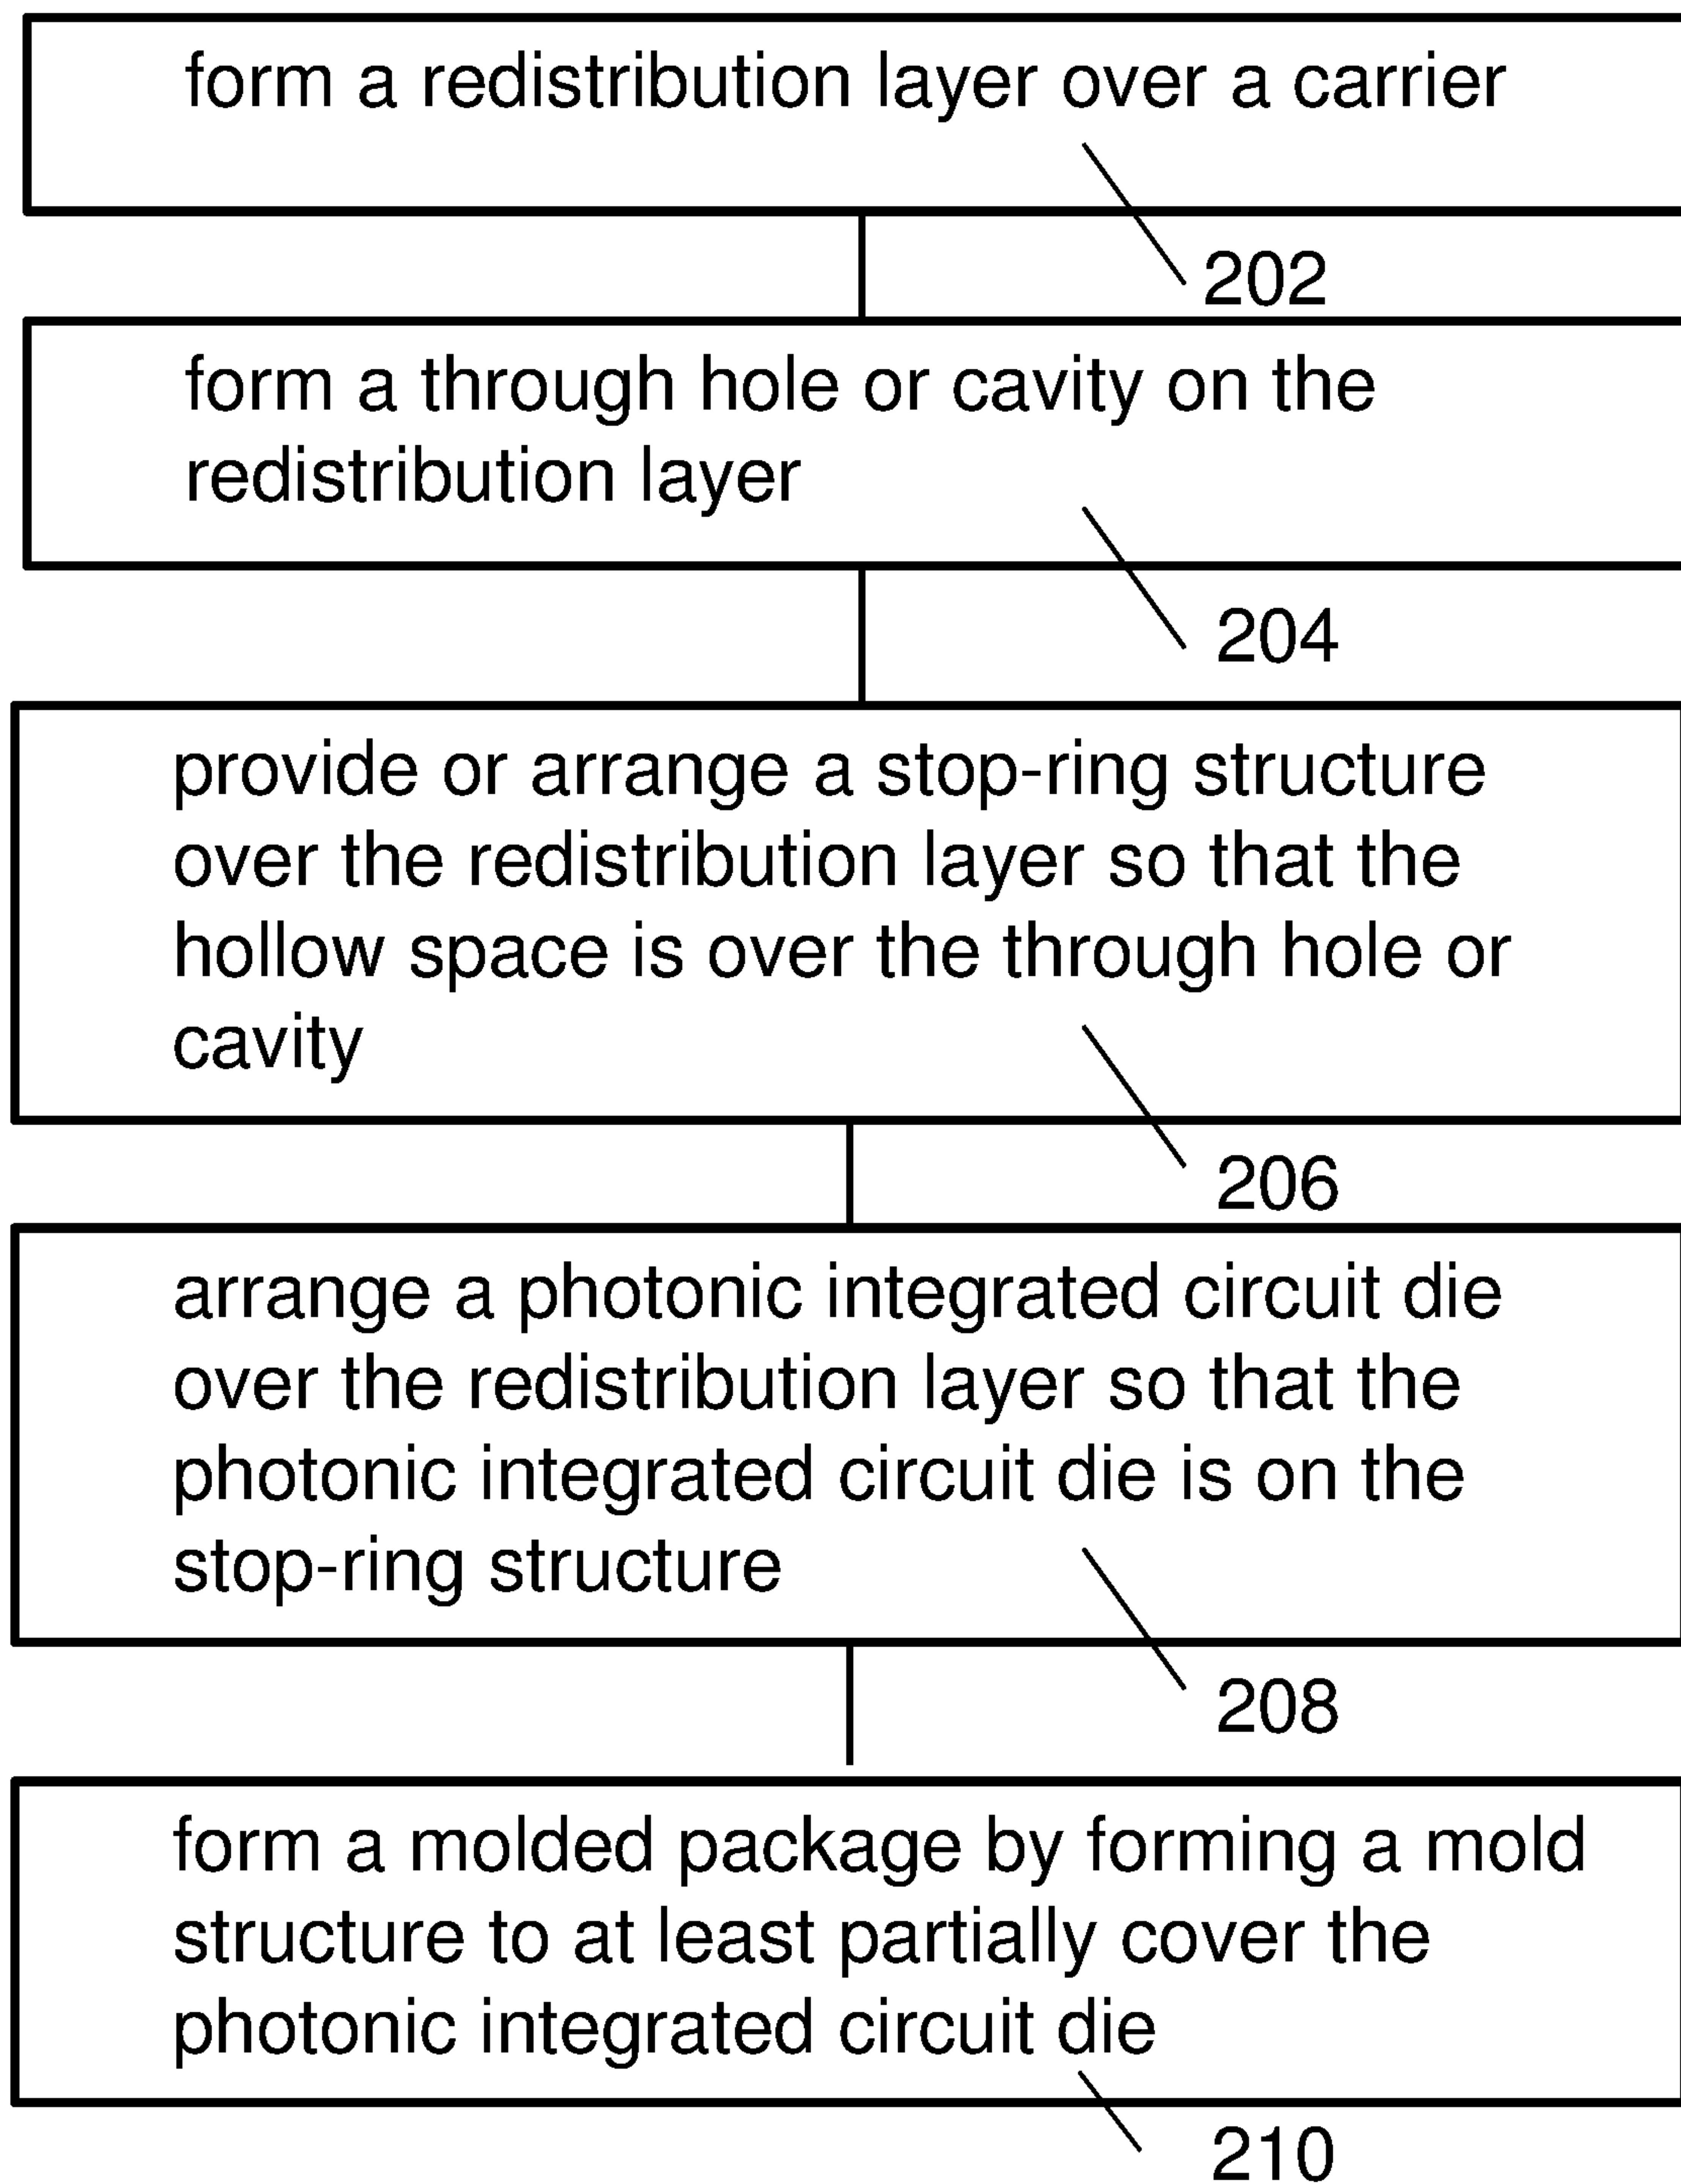 form a redistribution layer over a carrier
202
form a through hole or cavity on the
redistribution layer
204
provide or arrange a stop-ring structure
over the redistribution layer so that the
hollow space is over the through hole or
cavity
206
arrange a photonic integrated circuit die
over the redistribution layer so that the
photonic integrated circuit die is on the
stop-ring structure
208
form a molded package by forming a mold
structure to at least partially cover the
photonic integrated circuit die
210